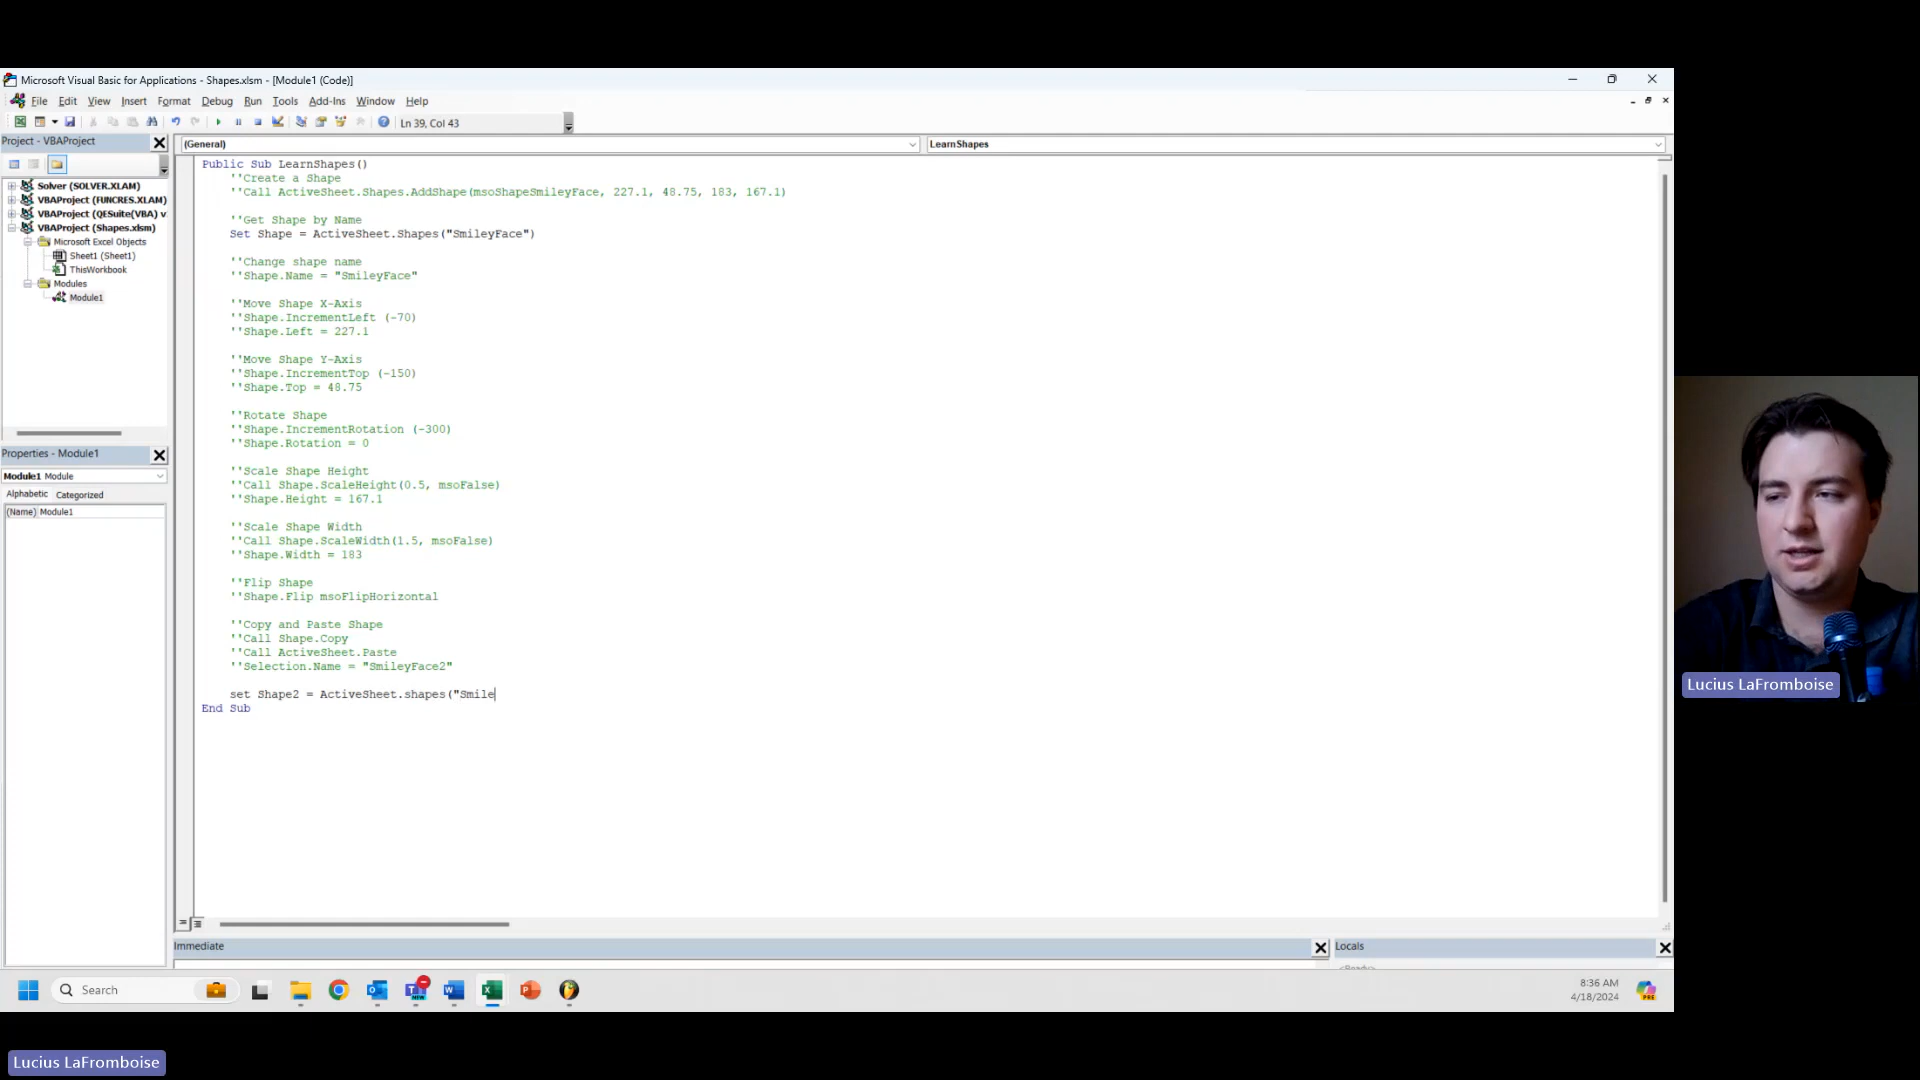 Microsoft Visual Basic for Applications - Shapes.xlsm - [Module1 (Code)]
File Edit View Insert Format Debug Run Tools Add-Ins Window Help
Ln 39, Col 43
Project - VBAProject
Solver (SOLVER.XLAM)
VBAProject (FUNCRES.XLAM)
VBAProject (QESuite(VBA) v
VBAProject (Shapes.xlsm)
Microsoft Excel Objects
Sheet1 (Sheet1)
ThisWorkbook
Modules
Module1
Properties - Module1
Module1 Module
Alphabetic Categorized
(Name) Module1
(General)
LearnShapes
Public Sub LearnShapes()
''Create a Shape
''Call ActiveSheet.Shapes.AddShape(msoShapeSmileyFace, 227.1, 48.75, 183, 167.1)
''Get Shape by Name
Set Shape = ActiveSheet.Shapes("SmileyFace")
''Change shape name
''Shape.Name = "SmileyFace"
''Move Shape X-Axis
''Shape.IncrementLeft (-70)
''Shape.Left = 227.1
''Move Shape Y-Axis
''Shape.IncrementTop (-150)
''Shape.Top = 48.75
''Rotate Shape
''Shape.IncrementRotation (-300)
''Shape.Rotation = 0
''Scale Shape Height
''Call Shape.ScaleHeight(0.5, msoFalse)
''Shape.Height = 167.1
''Scale Shape Width
''Call Shape.ScaleWidth(1.5, msoFalse)
''Shape.Width = 183
''Flip Shape
''Shape.Flip msoFlipHorizontal
''Copy and Paste Shape
''Call Shape.Copy
''Call ActiveSheet.Paste
''Selection.Name = "SmileyFace2"
set Shape2 = ActiveSheet.shapes("Smile
End Sub
Immediate
Locals
<Ready>
Search
NEW
8:36 AM
4/18/2024
PRE
Lucius LaFromboise
Lucius LaFromboise